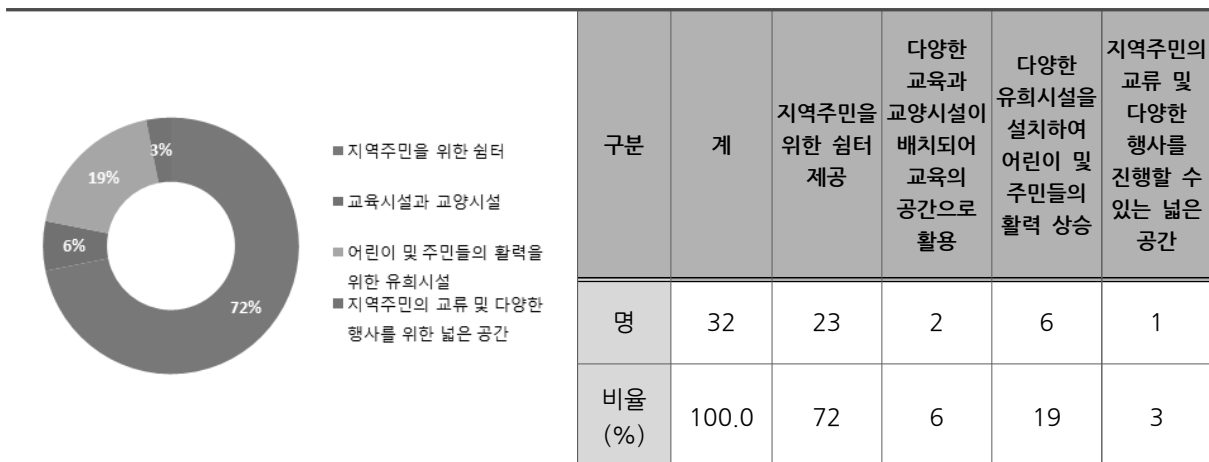 3%
19%
6%
72%
■지역주민을 위한 쉼터
■교육시설과 교양시설
■어린이 및 주민들의 활력을
위한 유희시설
■지역주민의 교류 및 다양한
행사를 위한 넓은 공간
구분
계
지역주민을
위한 쉼터
제공
다양한
교육과
교양시설이
배치되어
교육의
공간으로
활용
다양한
유희시설을
설치하여
어린이 및
주민들의
활력 상승
지역주민의
교류 및
다양한
행사를
진행할 수
있는 넓은
공간
명
32
23
2
6
1
비율
(%)
100.0
72
6
19
3